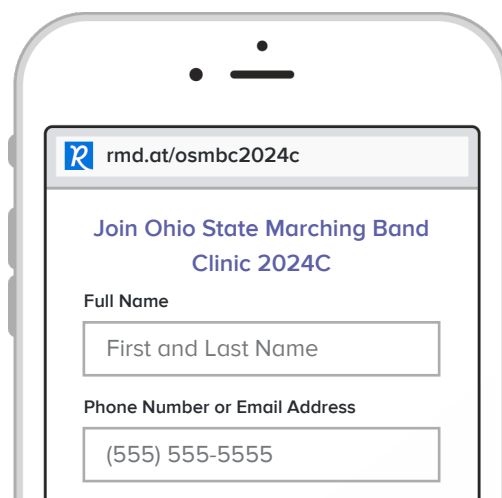 rmd.at/osmbc2024c
Join Ohio State Marching Band
Clinic 2024C
Full Name
First and Last Name
Phone Number or Email Address
(555) 555-5555